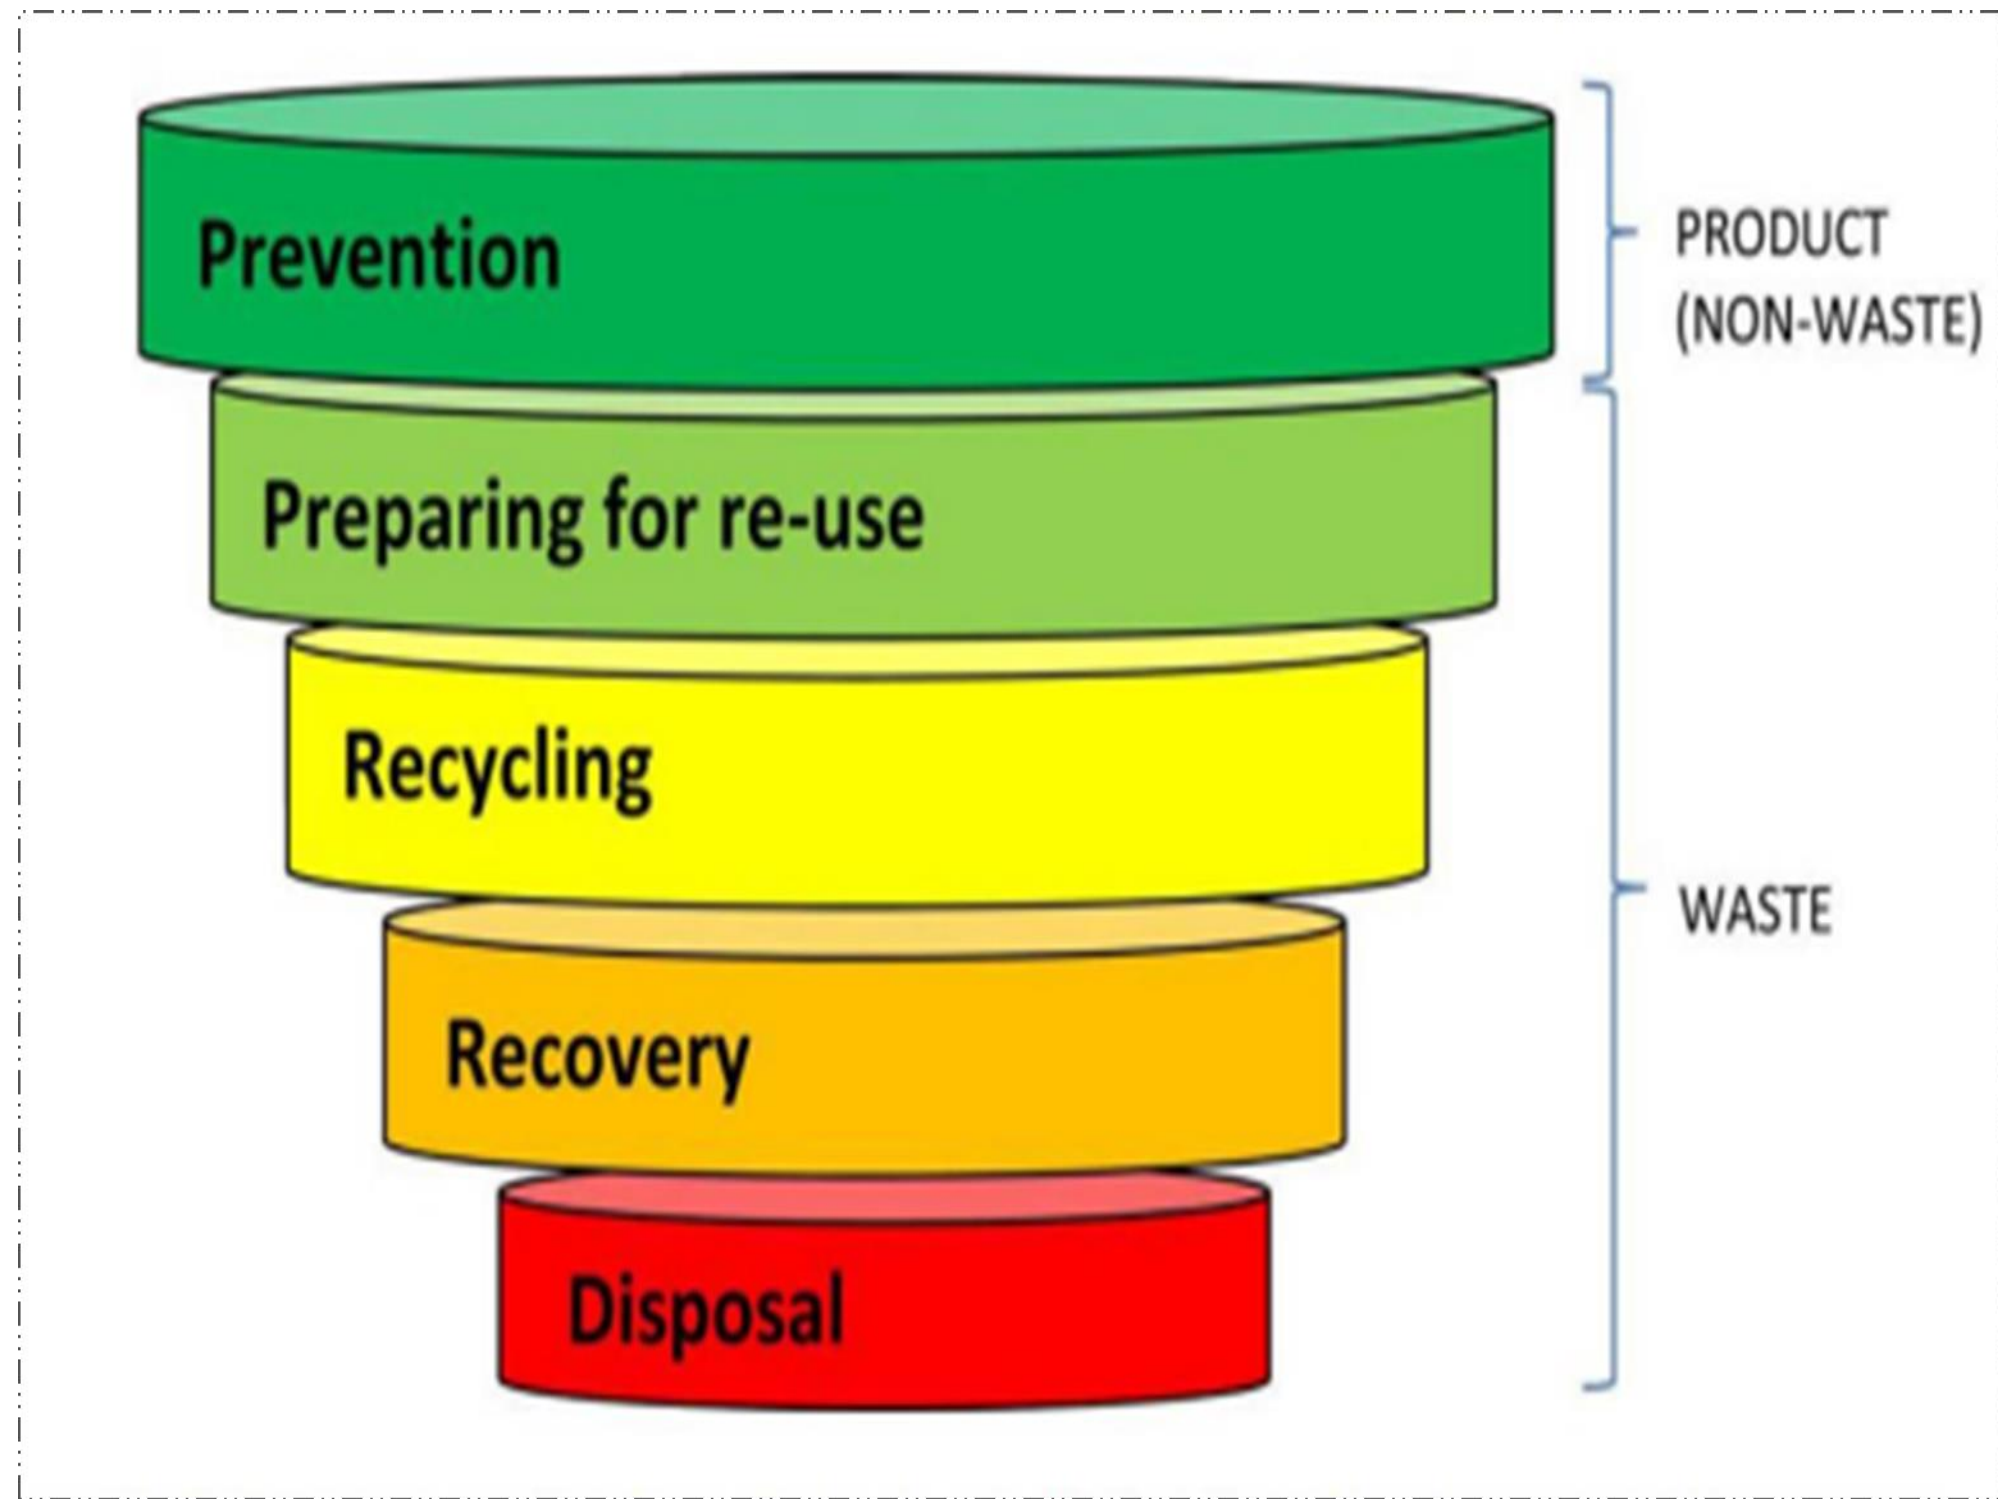 Prevention
PRODUCT
(NON-WASTE)
Preparing for re-use
Recycling
WASTE
Recovery
Disposal